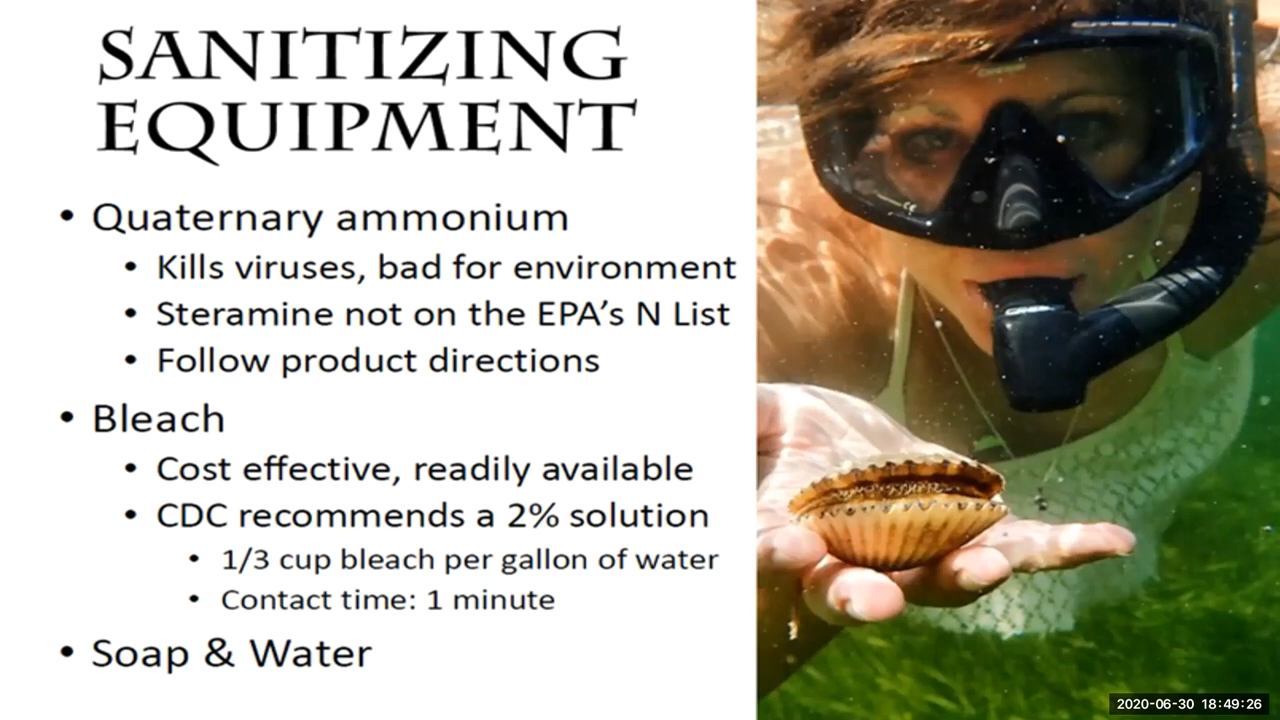 SANITIZING
EQUIPMENT
• Quaternary ammonium
• Kills viruses, bad for environment
• Steramine not on the EPA’s N List
• Follow product directions
• Bleach
• Cost effective, readily available
• CDC recommends a 2% solution
• 1/3 cup bleach per gallon of water
• Contact time: 1 minute
• Soap & Water
2020-06-30 18:49:26